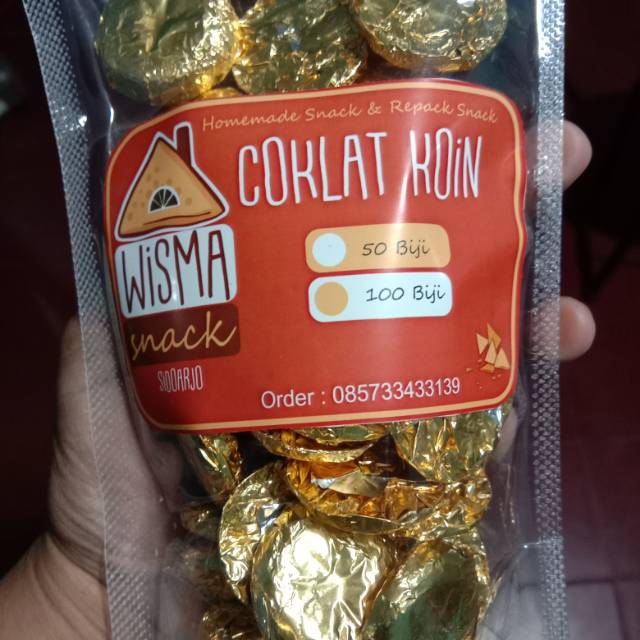 Homemade Snack & Repack Snack
COKLAT KOiN
WiSMA
snack
SIDOARJO
50 Biji
100 Biji
Order : 085733433139